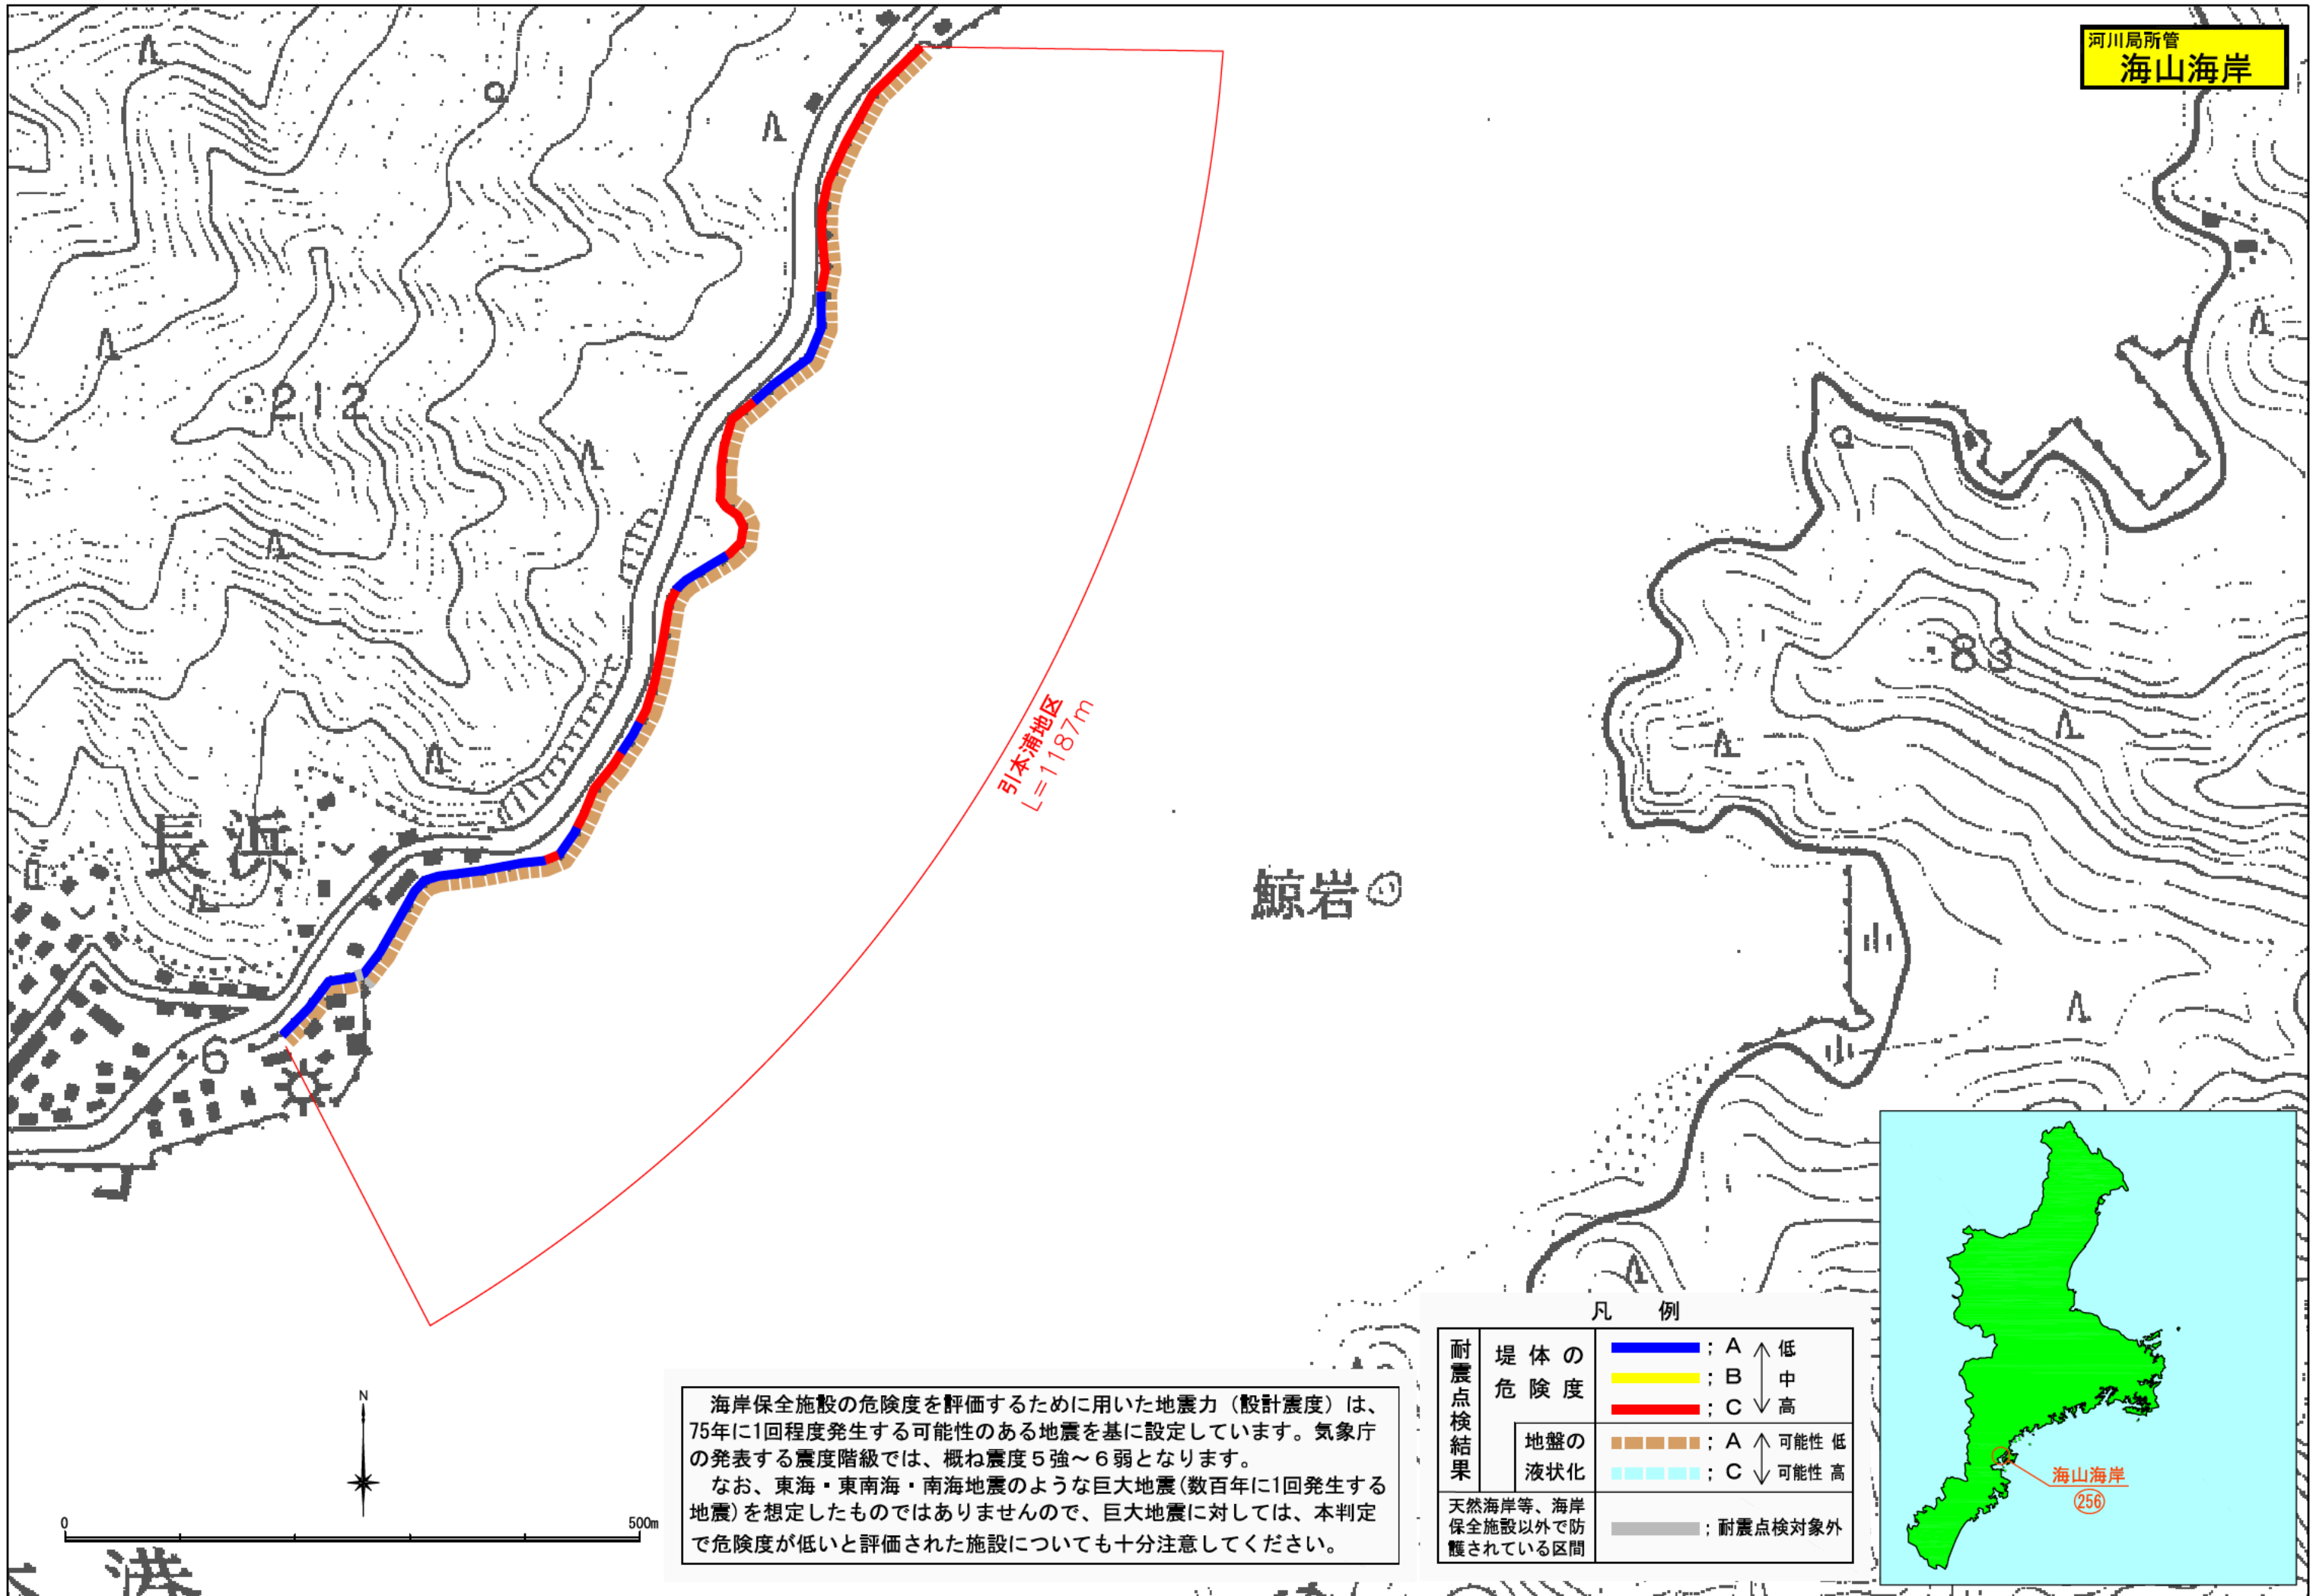 河川局所管
海山海岸
212
83
引本浦地区
L=1187m
長浜
鯨岩
6
N
0
500m
港
海岸保全施設の危険度を評価するために用いた地震力（設計震度）は、
75年に1回程度発生する可能性のある地震を基に設定しています。気象庁
の発表する震度階級では、概ね震度５強～６弱となります。
なお、東海・東南海・南海地震のような巨大地震(数百年に1回発生する
地震)を想定したものではありませんので、巨大地震に対しては、本判定
で危険度が低いと評価された施設についても十分注意してください。
凡 例
耐震点検結果
堤体の
危険度
；A 低
；B 中
；C 高
地盤の
液状化
；A 可能性 低
；C 可能性 高
天然海岸等、海岸
保全施設以外で防
護されている区間
；耐震点検対象外
海山海岸
256